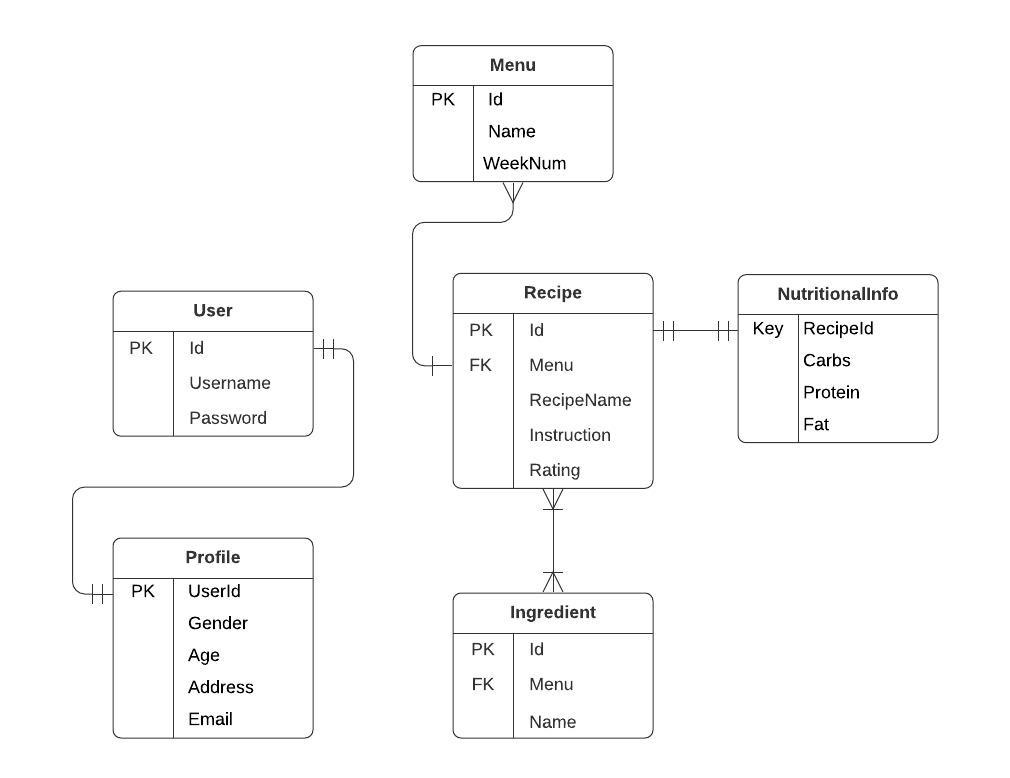 Menu
PK Id
Name
WeekNum
User
PK Id
Username
Password
Recipe
PK Id
FK Menu
RecipeName
Instruction
Rating
NutritionalInfo
Key RecipeId
Carbs
Protein
Fat
Profile
PK UserId
Gender
Age
Address
Email
Ingredient
PK Id
FK Menu
Name